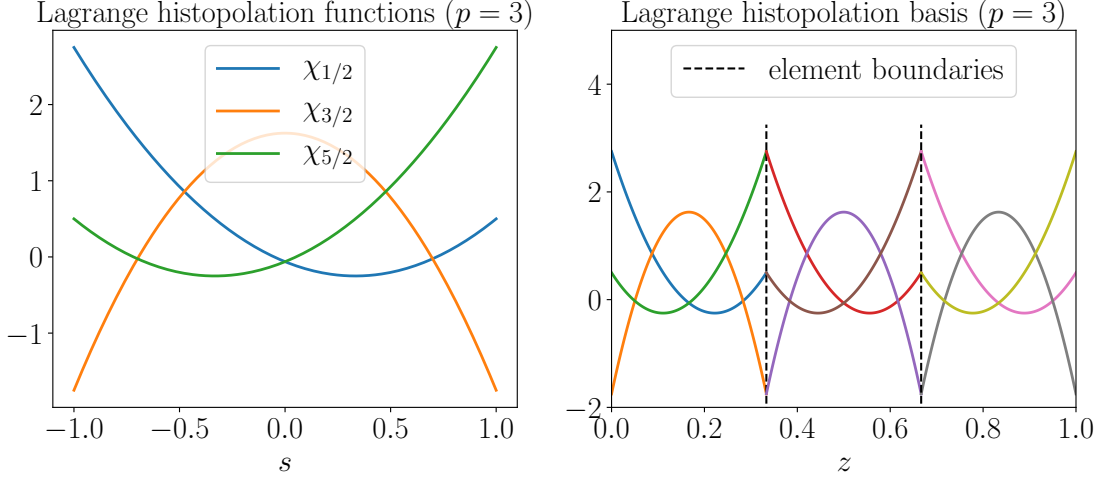 Lagrange histopolation functions (p = 3)
χ1/2
χ3/2
χ5/2
2
1
0
−1
−1.0 −0.5 0.0 0.5 1.0
s
Lagrange histopolation basis (p = 3)
element boundaries
4
2
0
−2
0.0 0.2 0.4 0.6 0.8 1.0
z